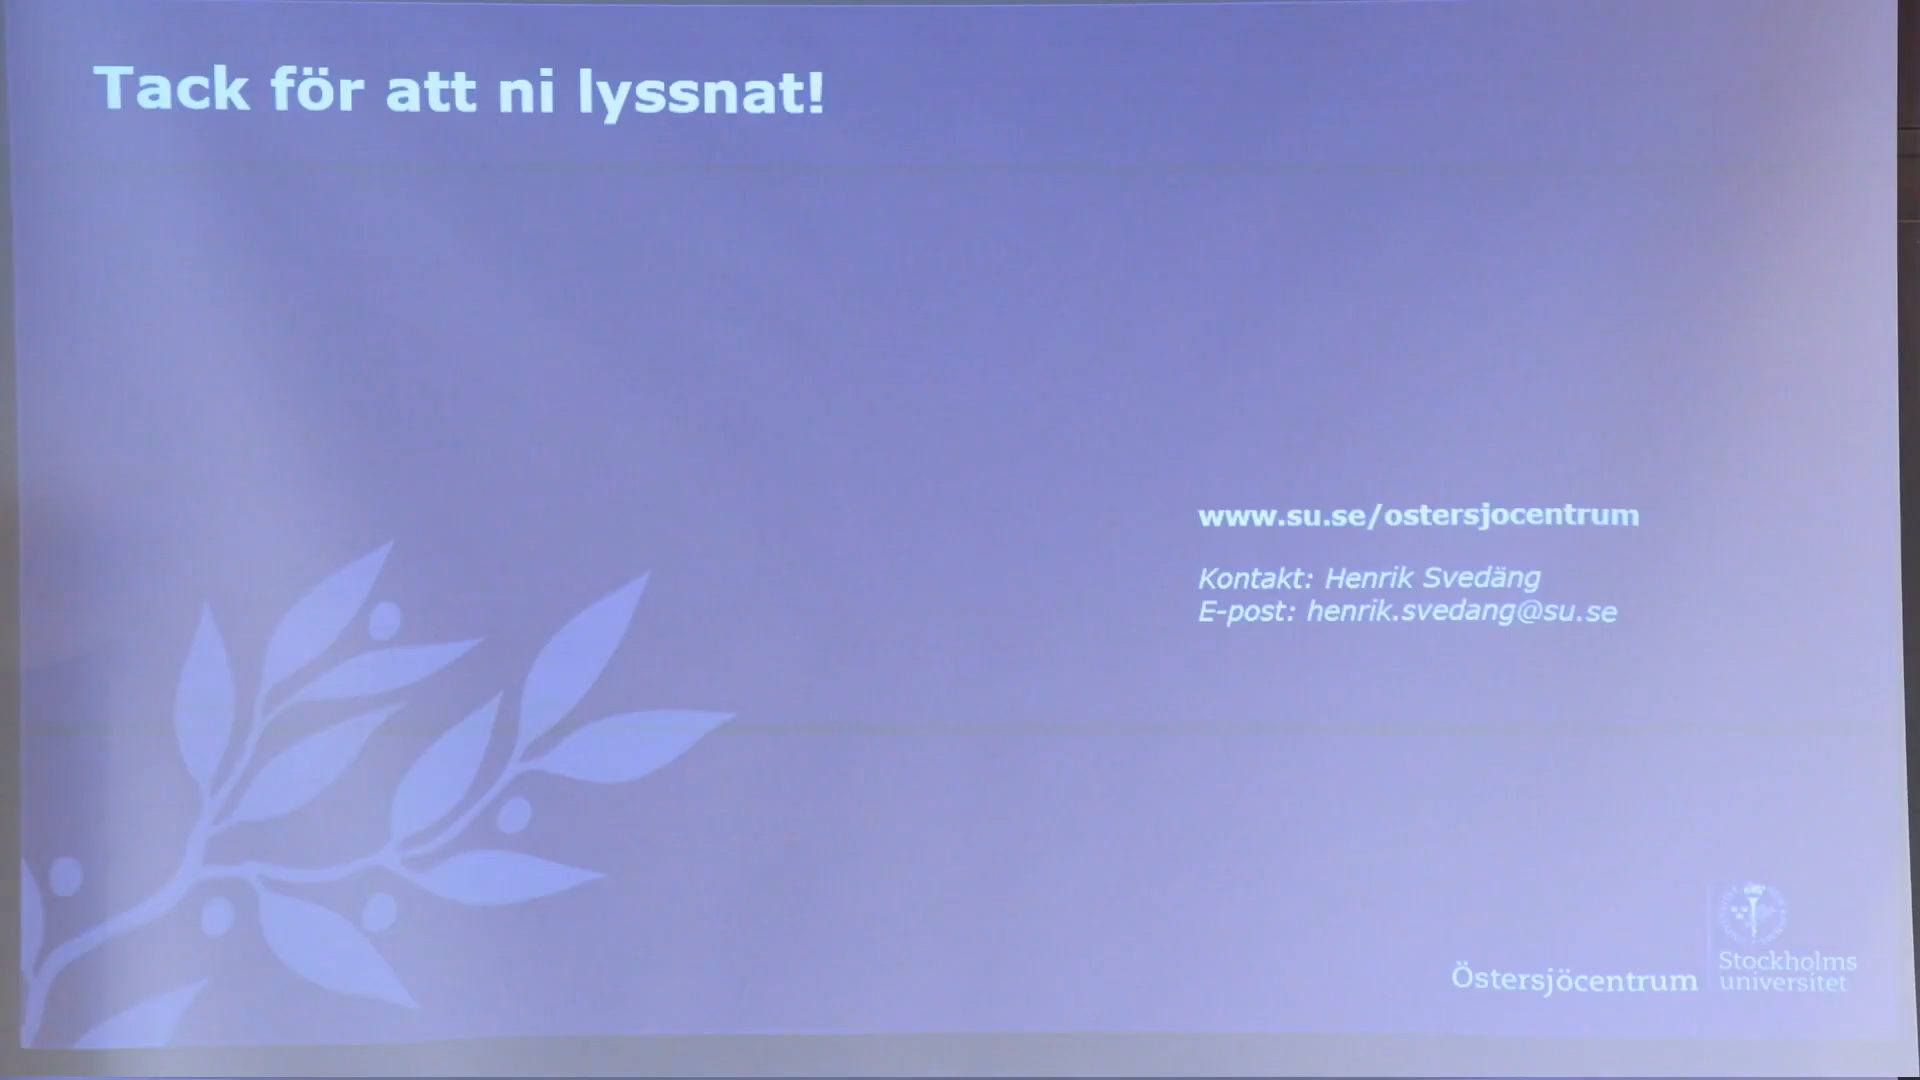 Tack för att ni lyssnat!
www.su.se/ostersjocentrum
Kontakt: Henrik Svedäng
E-post: henrik.svedang@su.se
Östersjöcentrum
Stockholms
universitet